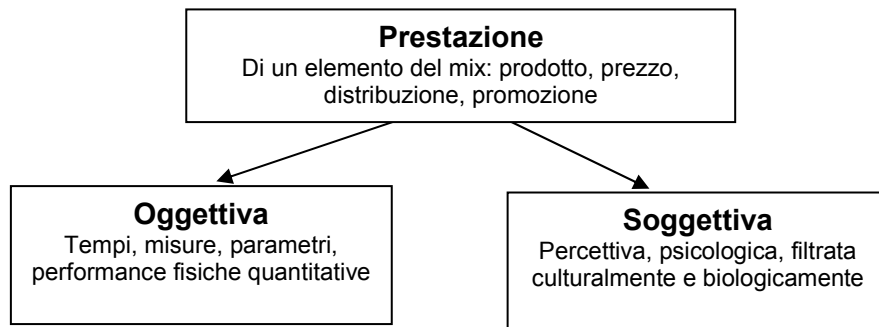 Prestazione
Di un elemento del mix: prodotto, prezzo,
distribuzione, promozione
Oggettiva
Tempi, misure, parametri,
performance fisiche quantitative
Soggettiva
Percettiva, psicologica, filtrata
culturalmente e biologicamente